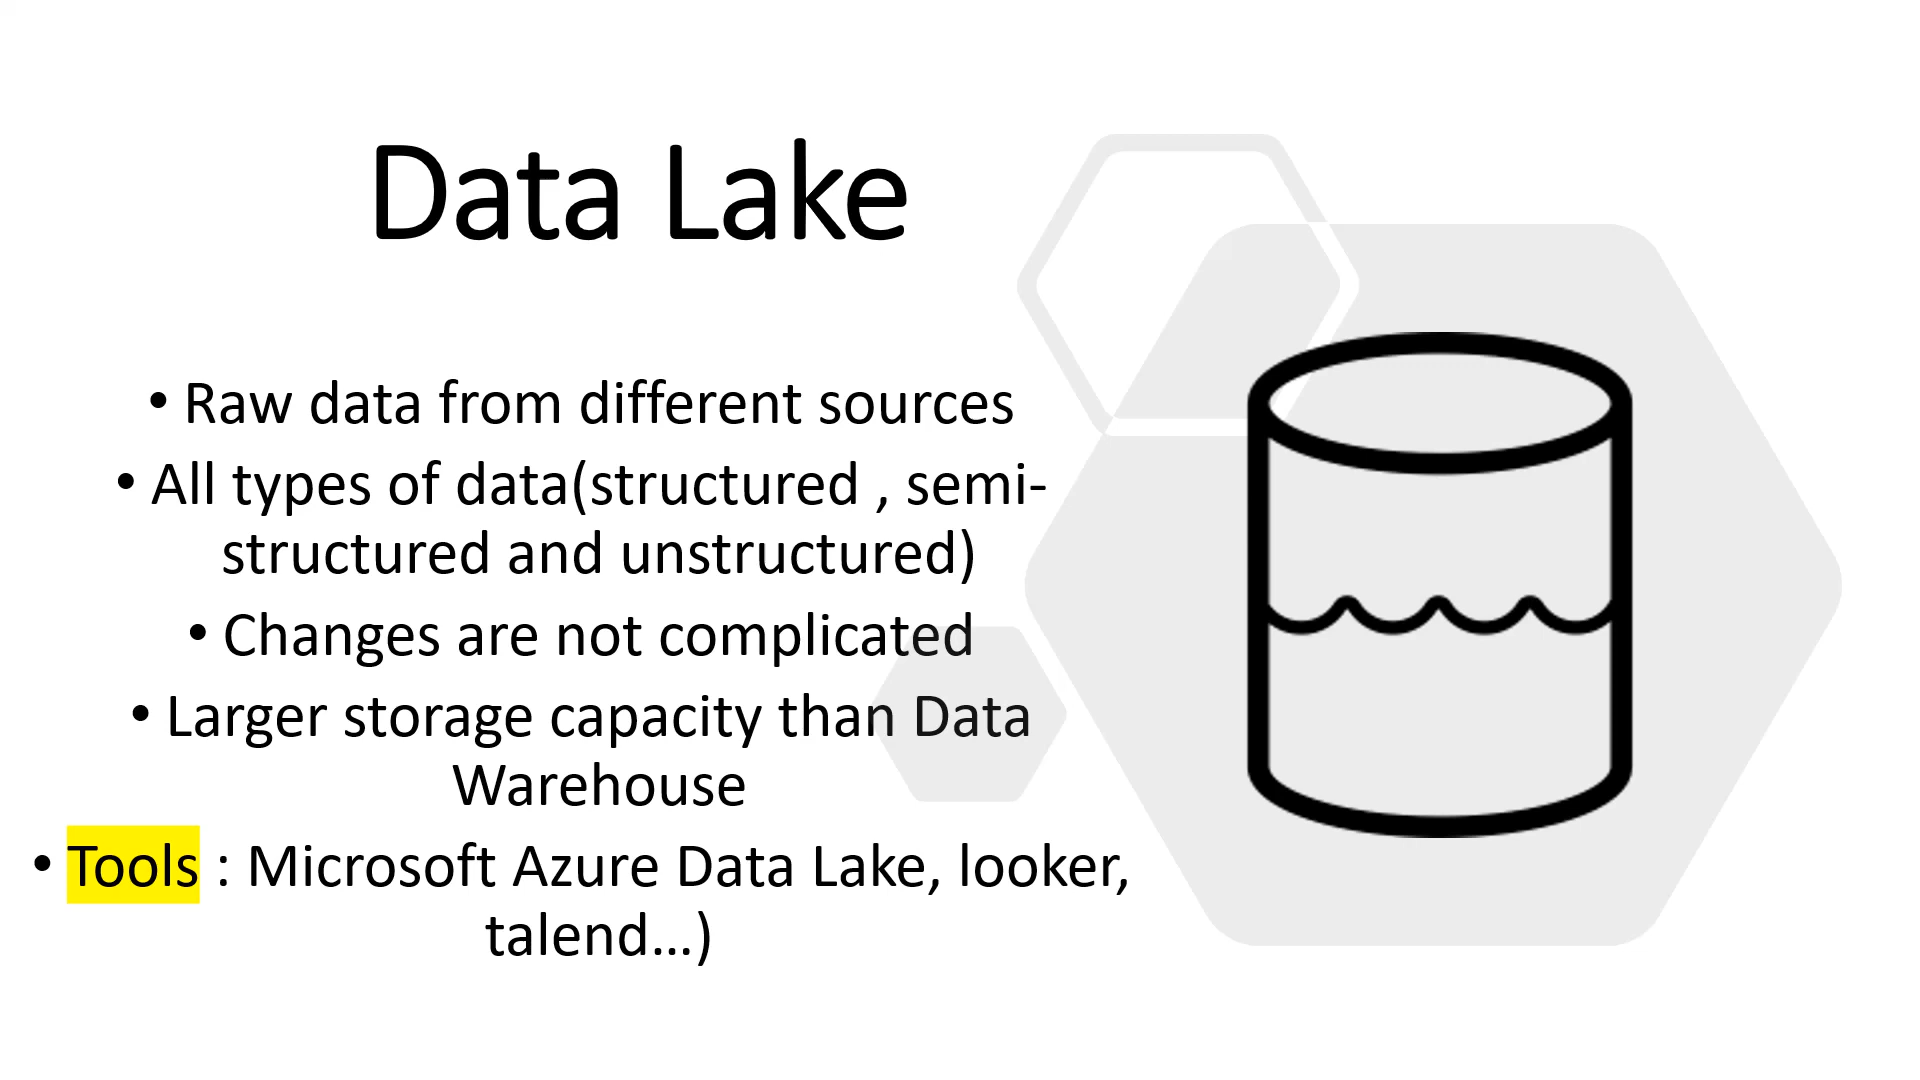 Data Lake
• Raw data from different sources
• All types of data(structured , semi-
structured and unstructured)
• Changes are not complicated
• Larger storage capacity than Data
Warehouse
• Tools : Microsoft Azure Data Lake, looker,
talend...)